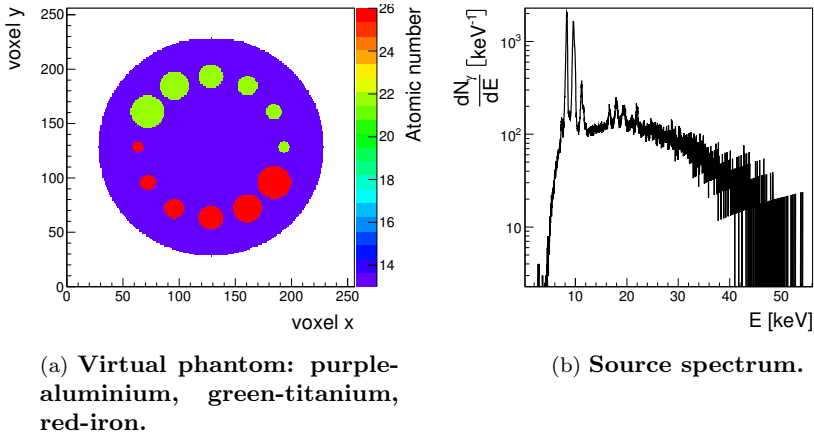 voxel y
250
200
150
100
50
0
0 50 100 150 200 250
voxel x
26
24
22
20
18
16
14
Atomic number
dNγ/dE [keV⁻¹]
10³
10²
10
10 20 30 40 50
E [keV]
(a) Virtual phantom: purple-
aluminium, green-titanium,
red-iron.
(b) Source spectrum.